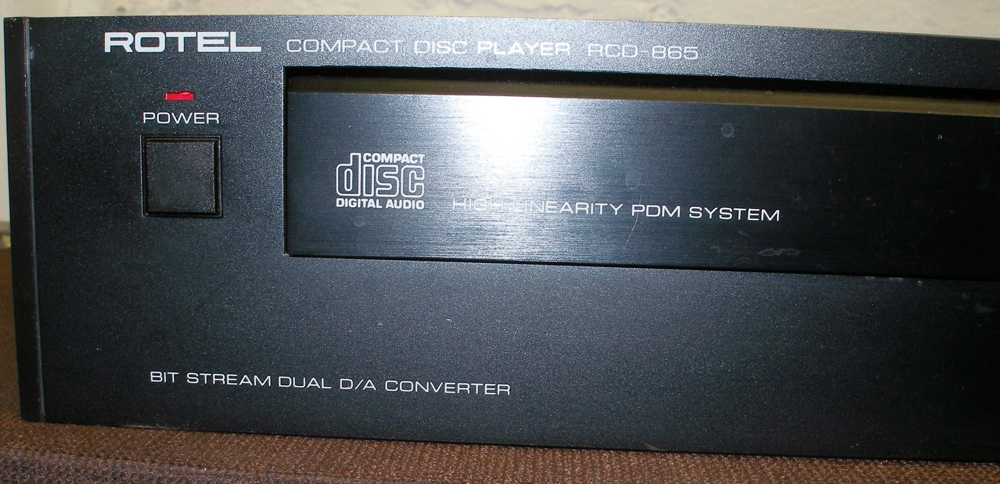 ROTEL COMPACT DISC PLAYER RCD-865
POWER
COMPACT
disc
DIGITAL AUDIO
HIGH LINEARITY PDM SYSTEM
BIT STREAM DUAL D/A CONVERTER